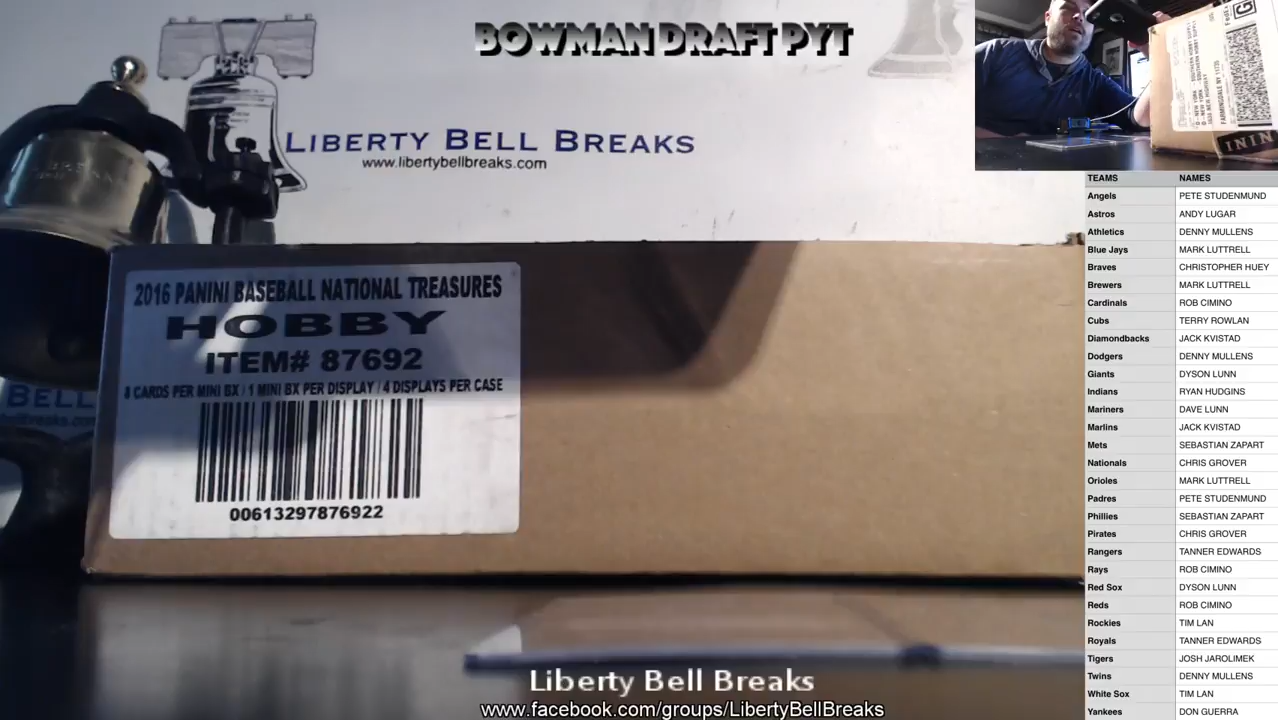 BOWMAN DRAFT PYT
LIBERTY BELL BREAKS
www.libertybellbreaks.com
2016 PANINI BASEBALL NATIONAL TREASURES
HOBBY
ITEM# 87692
8 CARDS PER MINI BX / 1 MINI BX PER DISPLAY / 4 DISPLAYS PER CASE
00613297876922
BELL
FARMINGDALE NY 11735
FedEx
G
ININ
TEAMS NAMES
Angels PETE STUDENMUND
Astros ANDY LUGAR
Athletics DENNY MULLENS
Blue Jays MARK LUTTRELL
Braves CHRISTOPHER HUEY
Brewers MARK LUTTRELL
Cardinals ROB CIMINO
Cubs TERRY ROWLAN
Diamondbacks JACK KVISTAD
Dodgers DENNY MULLENS
Giants DYSON LUNN
Indians RYAN HUDGINS
Mariners DAVE LUNN
Marlins JACK KVISTAD
Mets SEBASTIAN ZAPART
Nationals CHRIS GROVER
Orioles MARK LUTTRELL
Padres PETE STUDENMUND
Phillies SEBASTIAN ZAPART
Pirates CHRIS GROVER
Rangers TANNER EDWARDS
Rays ROB CIMINO
Red Sox DYSON LUNN
Reds ROB CIMINO
Rockies TIM LAN
Royals TANNER EDWARDS
Tigers JOSH JAROLIMEK
Twins DENNY MULLENS
White Sox TIM LAN
Yankees DON GUERRA
Liberty Bell Breaks
www.facebook.com/groups/LibertyBellBreaks